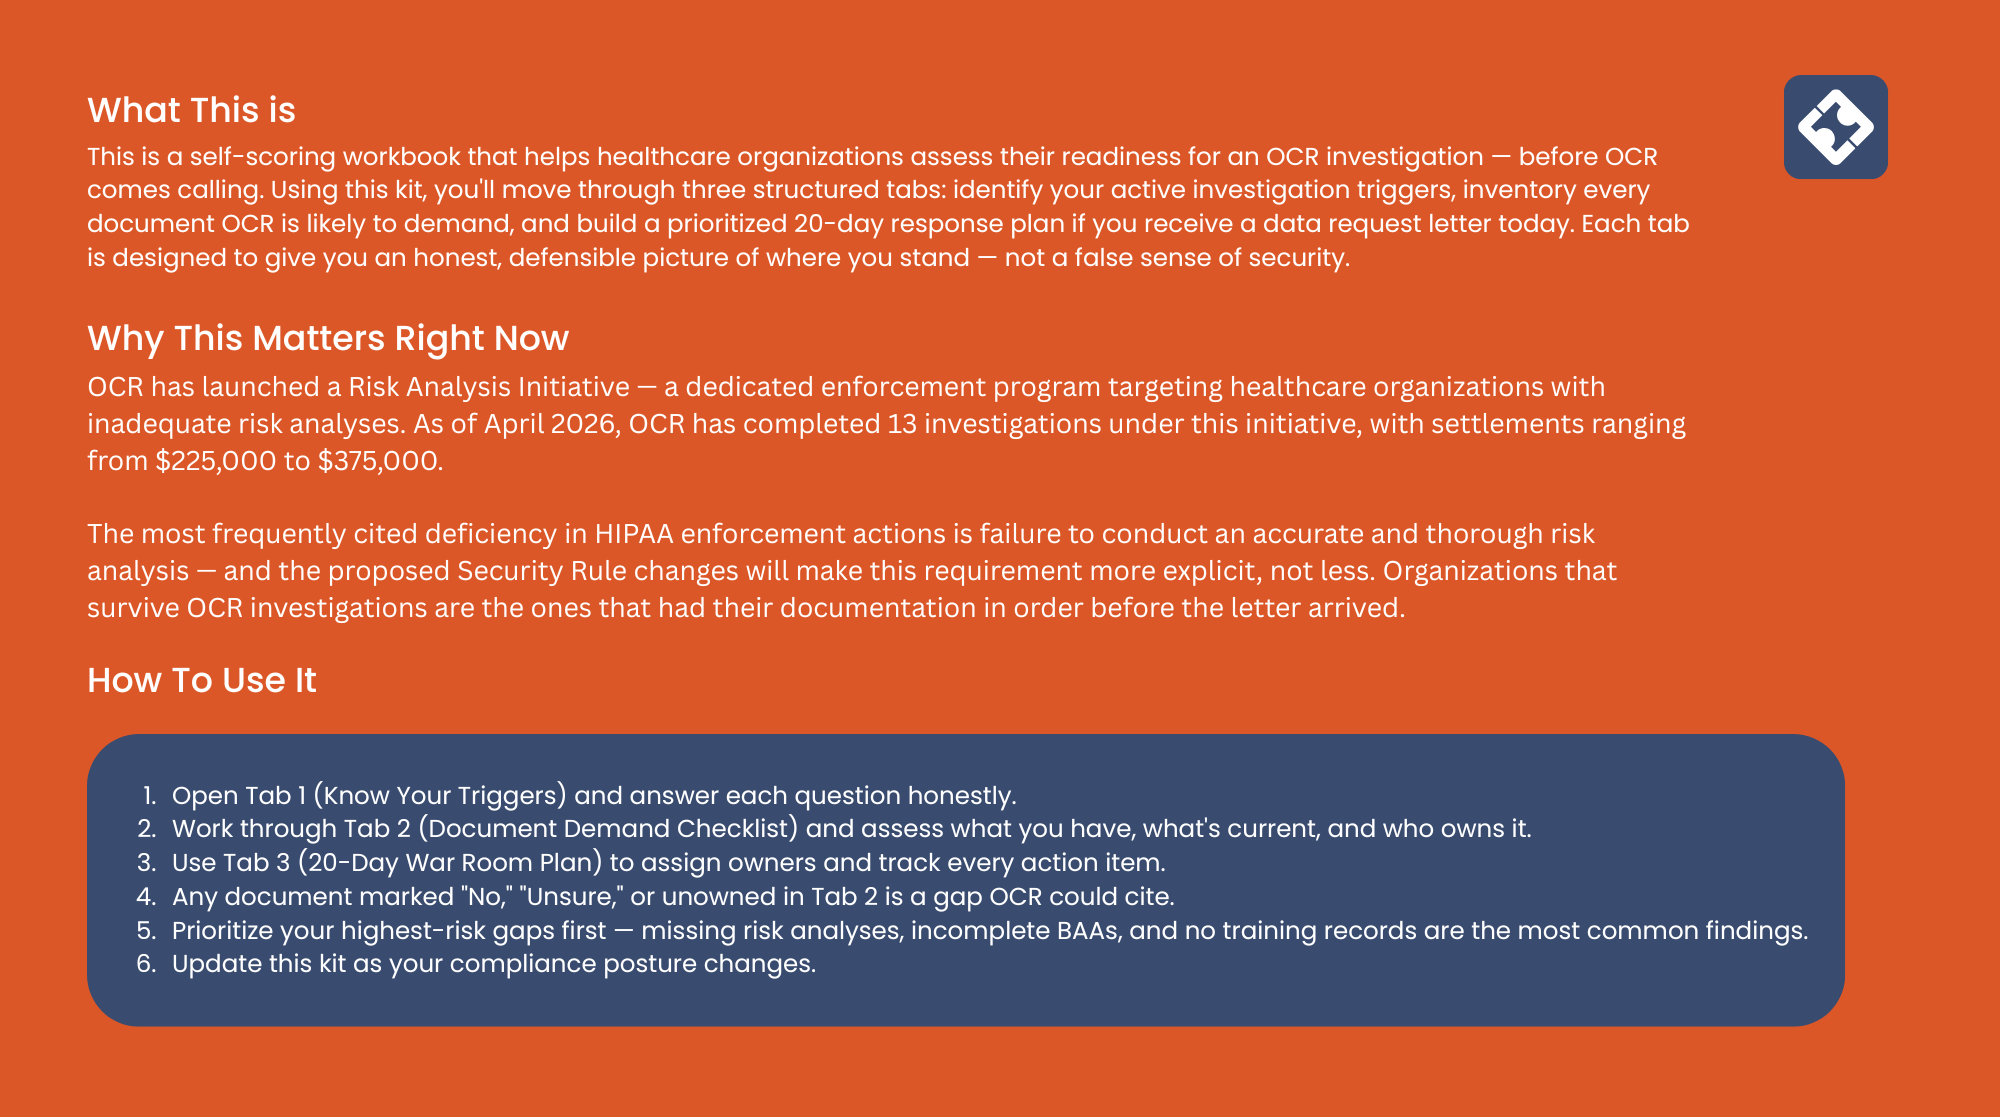 What This is
This is a self-scoring workbook that helps healthcare organizations assess their readiness for an OCR investigation — before OCR
comes calling. Using this kit, you'll move through three structured tabs: identify your active investigation triggers, inventory every
document OCR is likely to demand, and build a prioritized 20-day response plan if you receive a data request letter today. Each tab
is designed to give you an honest, defensible picture of where you stand — not a false sense of security.
Why This Matters Right Now
OCR has launched a Risk Analysis Initiative — a dedicated enforcement program targeting healthcare organizations with
inadequate risk analyses. As of April 2026, OCR has completed 13 investigations under this initiative, with settlements ranging
from $225,000 to $375,000.
The most frequently cited deficiency in HIPAA enforcement actions is failure to conduct an accurate and thorough risk
analysis — and the proposed Security Rule changes will make this requirement more explicit, not less. Organizations that
survive OCR investigations are the ones that had their documentation in order before the letter arrived.
How To Use It
1. Open Tab 1 (Know Your Triggers) and answer each question honestly.
2. Work through Tab 2 (Document Demand Checklist) and assess what you have, what's current, and who owns it.
3. Use Tab 3 (20-Day War Room Plan) to assign owners and track every action item.
4. Any document marked "No," "Unsure," or unowned in Tab 2 is a gap OCR could cite.
5. Prioritize your highest-risk gaps first — missing risk analyses, incomplete BAAs, and no training records are the most common findings.
6. Update this kit as your compliance posture changes.